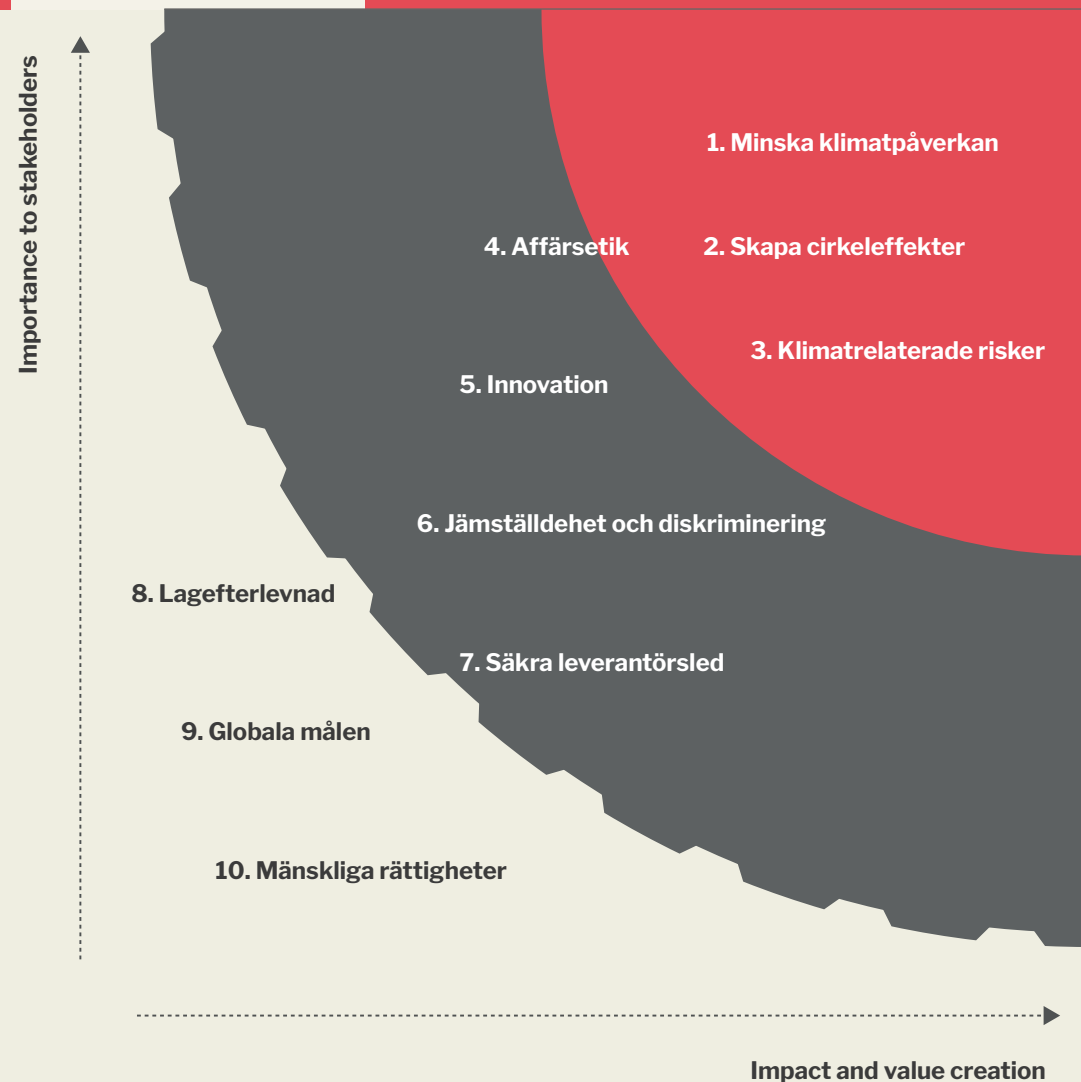 Importance to stakeholders
1. Minska klimatpåverkan
4. Affärsetik
2. Skapa cirkeleffekter
3. Klimatrelaterade risker
5. Innovation
6. Jämställdehet och diskriminering
8. Lagefterlevnad
7. Säkra leverantörsled
9. Globala målen
10. Mänskliga rättigheter
Impact and value creation